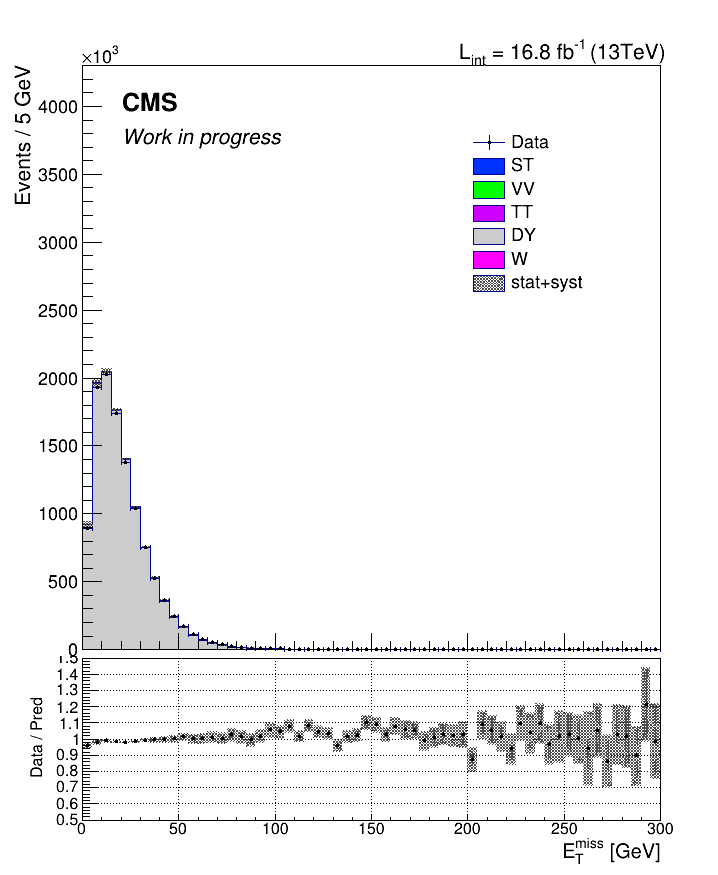 ×10³
L_int = 16.8 fb⁻¹ (13TeV)
Events / 5 GeV
CMS
Work in progress
Data
ST
VV
TT
DY
W
stat+syst
4000
3500
3000
2500
2000
1500
1000
500
0
Data / Pred
1.5
1.4
1.3
1.2
1.1
1
0.9
0.8
0.7
0.6
0.5
0 50 100 150 200 250 300
E_T^miss [GeV]